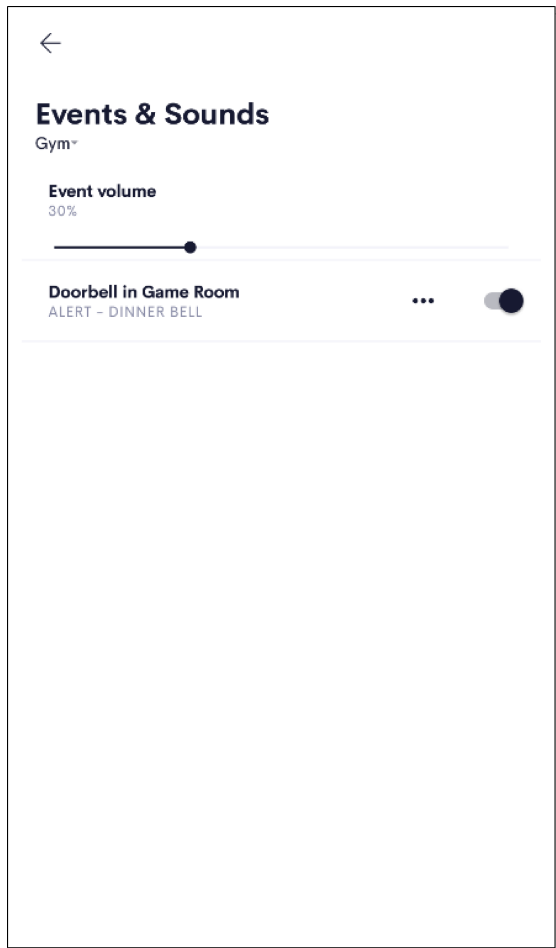 Events & Sounds
Gym
Event volume
30%
Doorbell in Game Room
ALERT – DINNER BELL